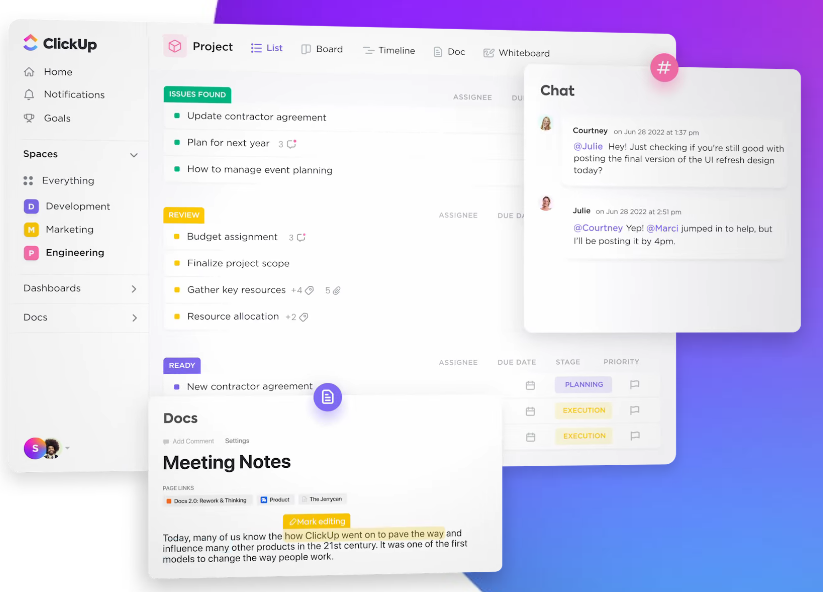 ClickUp
Home
Notifications
Goals
Spaces
Everything
D Development
M Marketing
P Engineering
Dashboards
Docs
S
Project
List
Board
Timeline
Doc
Whiteboard
ISSUES FOUND
ASSIGNEE
Update contractor agreement
Plan for next year 3
How to manage event planning
REVIEW
ASSIGNEE
Budget assignment 3
Finalize project scope
Gather key resources +4 5
Resource allocation +2
READY
ASSIGNEE DUE DATE STAGE PRIORITY
New contractor agreement
PLANNING
EXECUTION
EXECUTION
#
Chat
Courtney on Jun 28 2022 at 1:37 pm
@Julie Hey! Just checking if you're still good with
posting the final version of the UI refresh design
today?
Julie on Jun 28 2022 at 2:51 pm
@Courtney Yep! @Marci jumped in to help, but
I'll be posting it by 4pm.
Docs
Add Comment Settings
Meeting Notes
PAGE LINKS
Docs 2.0: Rework & Thinking
Product
The Jerrycan
Mark editing
Today, many of us know the how ClickUp went on to pave the way and
influence many other products in the 21st century. It was one of the first
models to change the way people work.